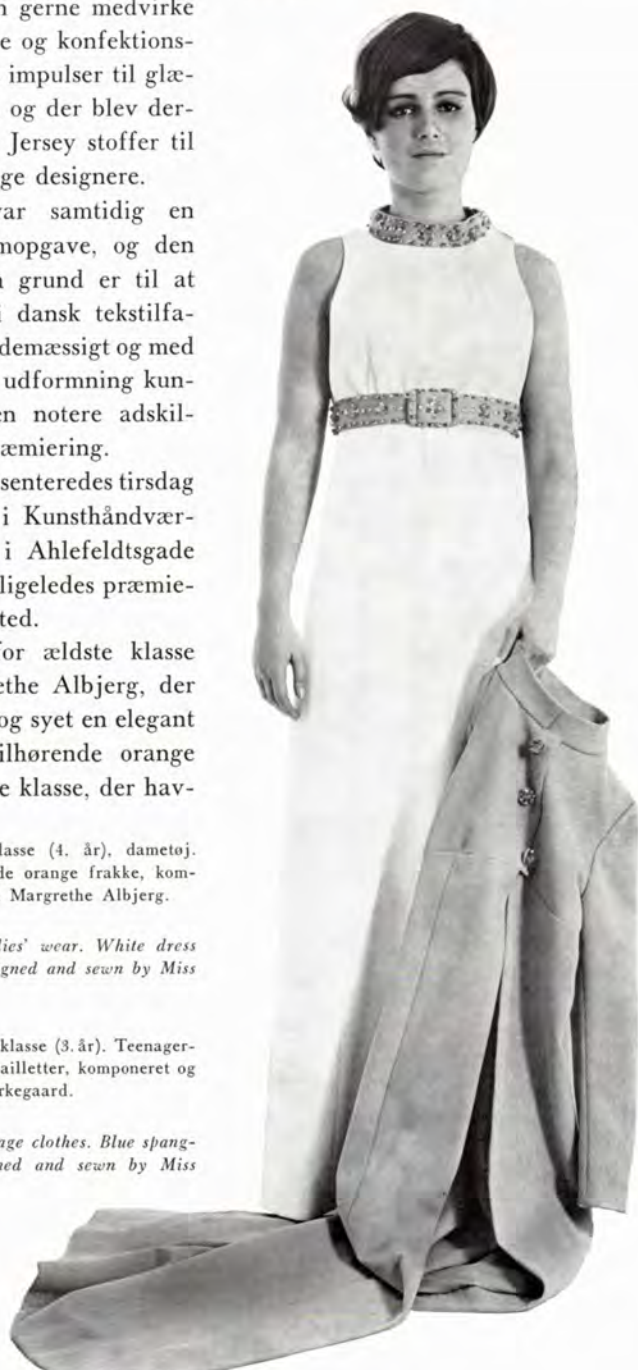 gerne medvirke
e og konfektions-
impulser til glæ-
og der blev der-
Jersey stoffer til
ge designere.
var samtidig en
mopgave, og den
grund er til at
i dansk tekstilfa-
demæssigt og med
udformning kun-
en notere adskil-
æmiering.
senteredes tirsdag
i Kunsthåndvær-
i Ahlefeldtsgade
ligeledes præmie-
ted.
for ældste klasse
ethe Albjerg, der
og syet en elegant
ilhørende orange
e klasse, der hav-
lasse (4. år), dametøj.
de orange frakke, kom-
Margrethe Albjerg.
dies' wear. White dress
igned and sewn by Miss
klasse (3. år). Teenager-
ailletter, komponeret og
rkegaard.
age clothes. Blue spang-
ned and sewn by Miss